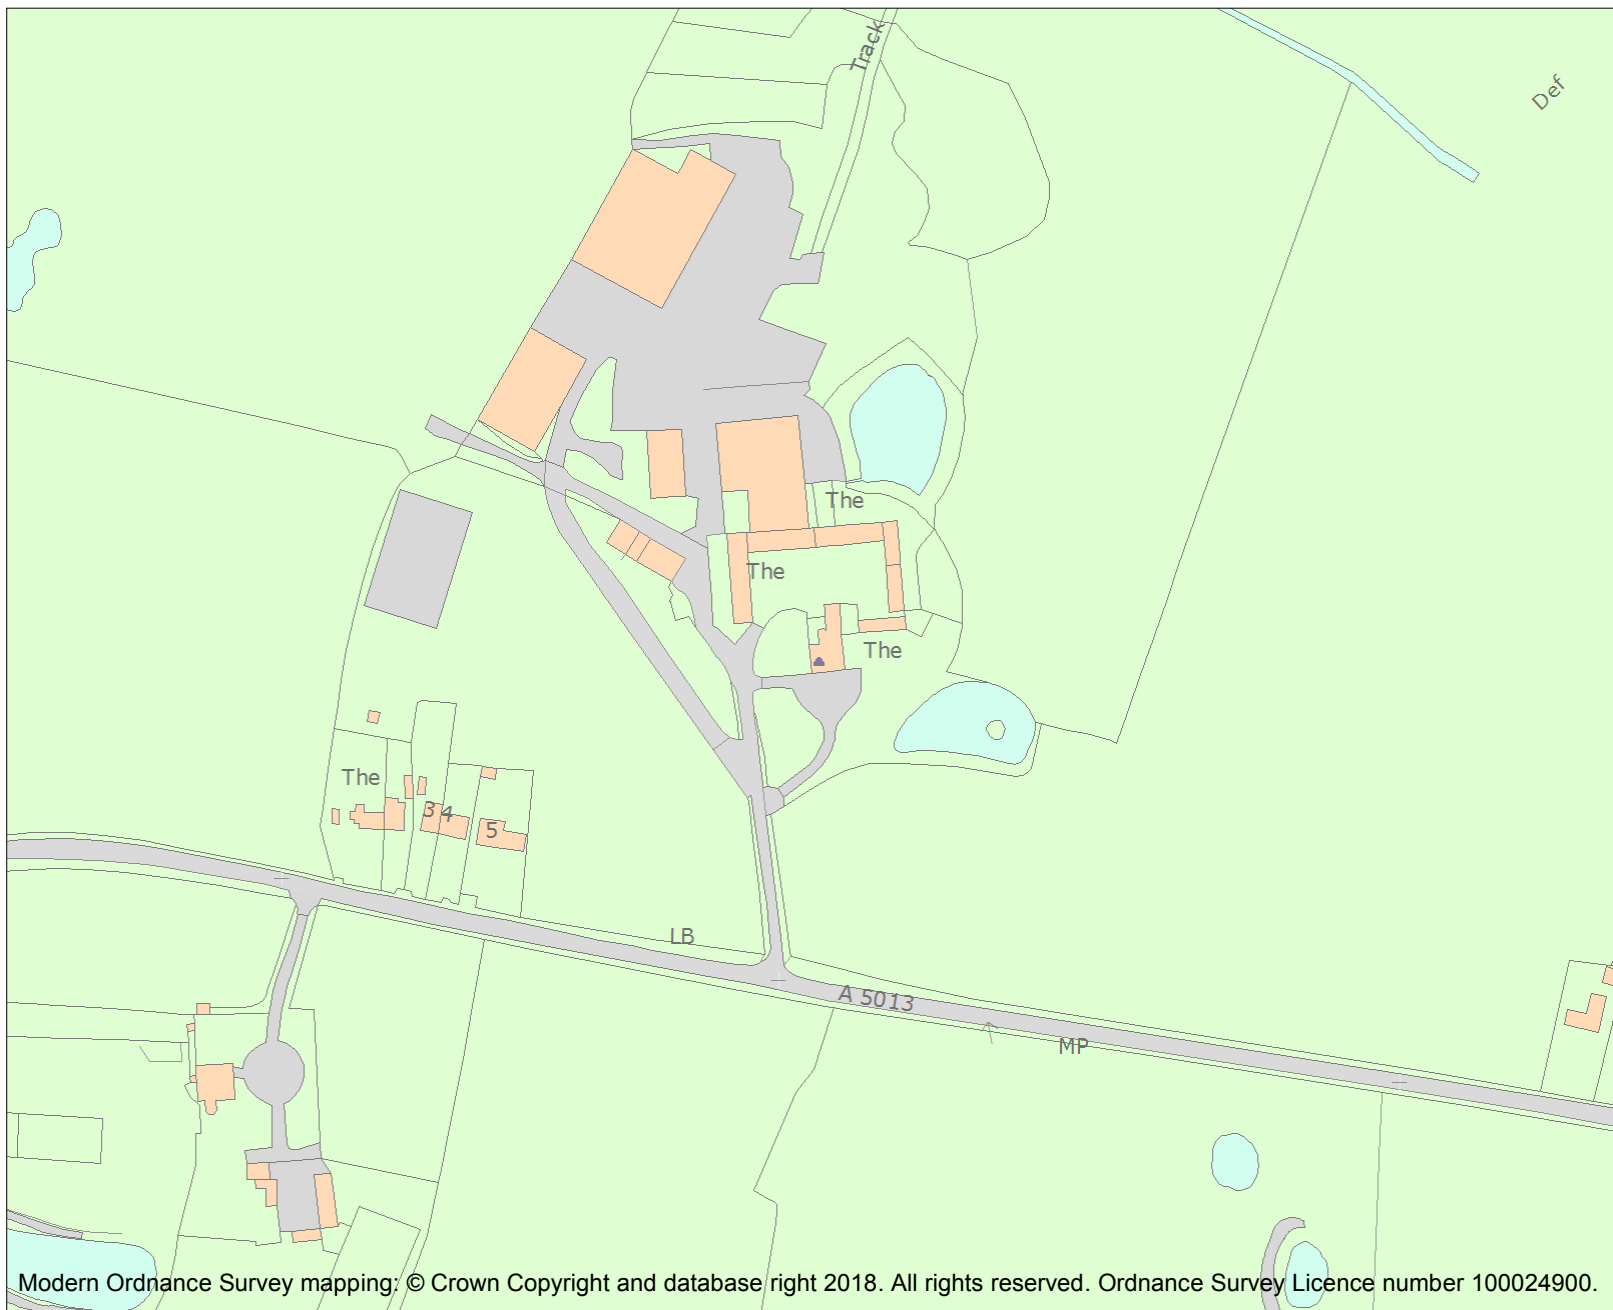 Track
Def
The
The
The
The
3 4
5
LB
A 5013
MP
Modern Ordnance Survey mapping: © Crown Copyright and database right 2018. All rights reserved. Ordnance Survey Licence number 100024900.